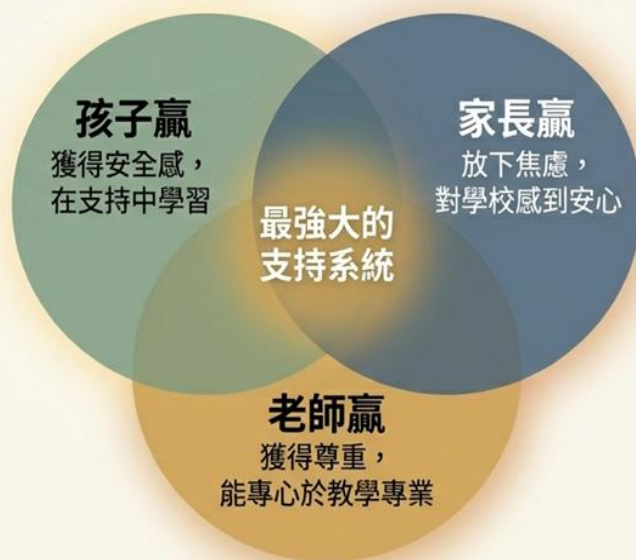 孩子贏
獲得安全感，
在支持中學習
家長贏
放下焦慮，
對學校感到安心
最強大的
支持系統
老師贏
獲得尊重，
能專心於教學專業